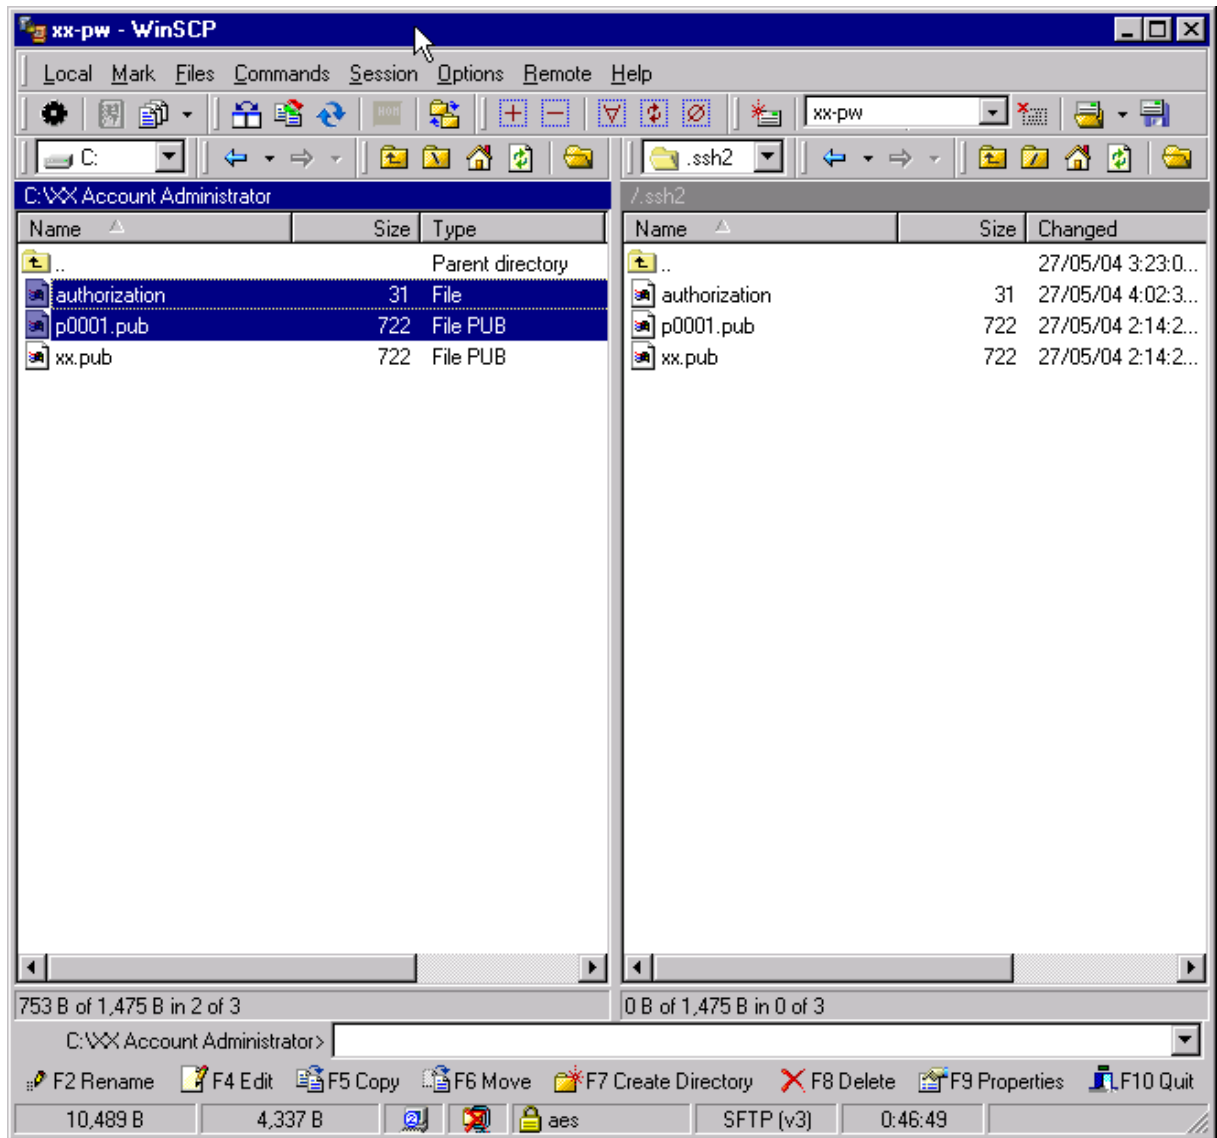 xx-pw - WinSCP
Local Mark Files Commands Session Options Remote Help
xx-pw
C: .ssh2
C:\XX Account Administrator /.ssh2
Name Size Type Name Size Changed
.. Parent directory .. 27/05/04 3:23:0...
authorization 31 File authorization 31 27/05/04 4:02:3...
p0001.pub 722 File PUB p0001.pub 722 27/05/04 2:14:2...
xx.pub 722 File PUB xx.pub 722 27/05/04 2:14:2...
753 B of 1,475 B in 2 of 3 0 B of 1,475 B in 0 of 3
C:\XX Account Administrator>
F2 Rename F4 Edit F5 Copy F6 Move F7 Create Directory F8 Delete F9 Properties F10 Quit
10,489 B 4,337 B 2 aes SFTP (v3) 0:46:49